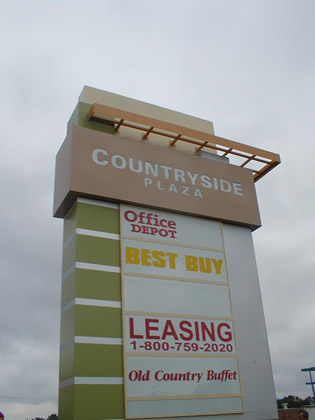 COUNTRYSIDE
PLAZA
Office
DEPOT
BEST BUY
LEASING
1-800-759-2020
Old Country Buffet